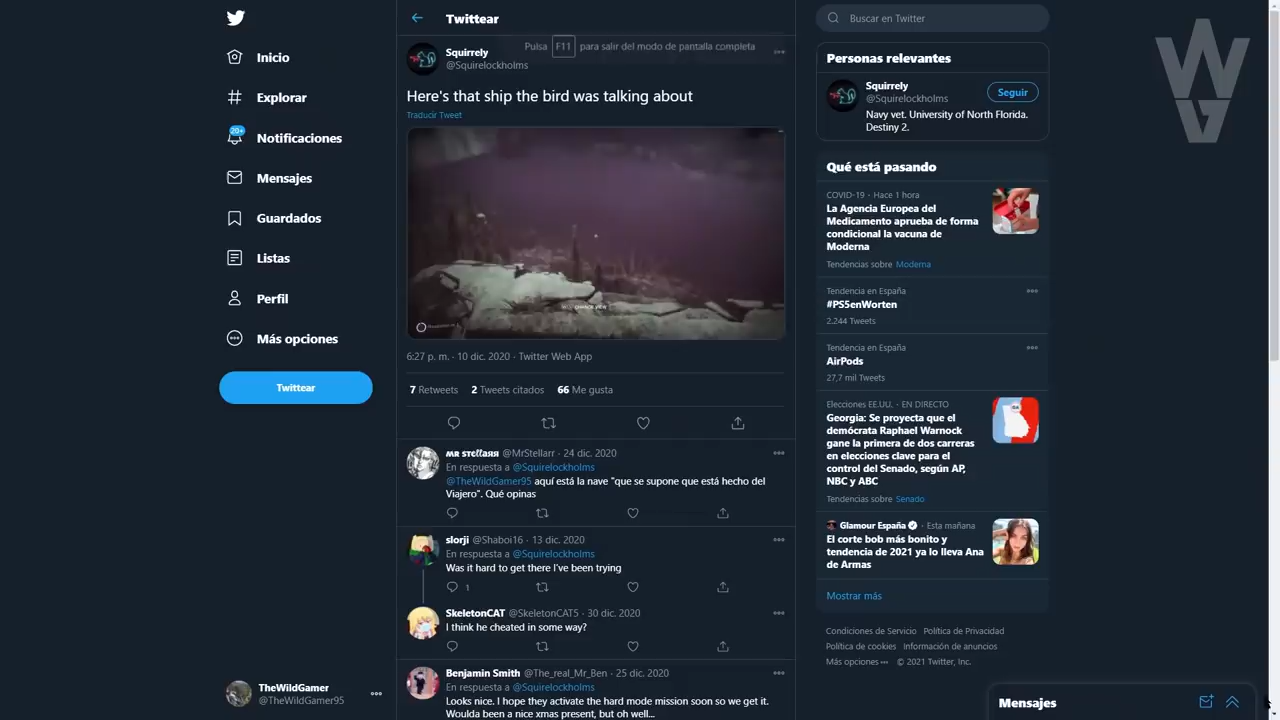 Inicio
Explorar
20+
Notificaciones
Mensajes
Guardados
Listas
Perfil
Más opciones
Twittear
TheWildGamer
@TheWildGamer95
Twittear
Pulsa F11 para salir del modo de pantalla completa
Squirrely
@Squirelockholms
Here's that ship the bird was talking about
Traducir Tweet
6:27 p. m. · 10 dic. 2020 · Twitter Web App
7 Retweets 2 Tweets citados 66 Me gusta
@MrStellarr · 24 dic. 2020
En respuesta a @Squirelockholms
@TheWildGamer95 aquí está la nave "que se supone que está hecho del
Viajero". Qué opinas
slorji @Shaboi16 · 13 dic. 2020
En respuesta a @Squirelockholms
Was it hard to get there I've been trying
1
SkeletonCAT @SkeletonCAT5 · 30 dic. 2020
I think he cheated in some way?
Benjamin Smith @The_real_Mr_Ben · 25 dic. 2020
En respuesta a @Squirelockholms
Looks nice. I hope they activate the hard mode mission soon so we get it.
Woulda been a nice xmas present, but oh well...
Buscar en Twitter
Personas relevantes
Squirrely
@Squirelockholms
Seguir
Navy vet. University of North Florida.
Destiny 2.
Qué está pasando
COVID-19 · Hace 1 hora
La Agencia Europea del
Medicamento aprueba de forma
condicional la vacuna de
Moderna
Tendencias sobre Moderna
Tendencia en España
#PS5enWorten
2.244 Tweets
Tendencia en España
AirPods
27,7 mil Tweets
Elecciones EE.UU. · EN DIRECTO
Georgia: Se proyecta que el
demócrata Raphael Warnock
gane la primera de dos carreras
en elecciones clave para el
control del Senado, según AP,
NBC y ABC
Tendencias sobre Senado
Glamour España · Esta mañana
El corte bob más bonito y
tendencia de 2021 ya lo lleva Ana
de Armas
Mostrar más
Condiciones de Servicio Política de Privacidad
Política de cookies Información de anuncios
Más opciones © 2021 Twitter, Inc.
Mensajes
WG